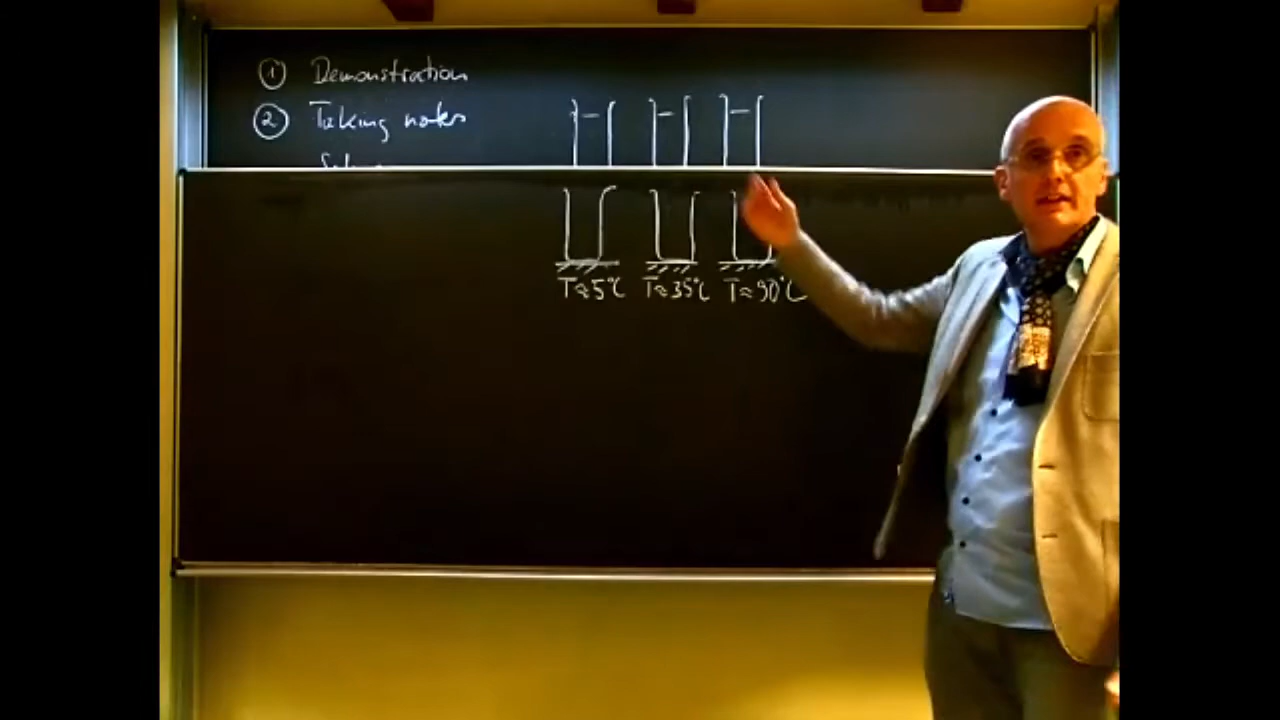 ① Demonstration
② Taking notes
T≈5°C T≈35°C T≈90°C